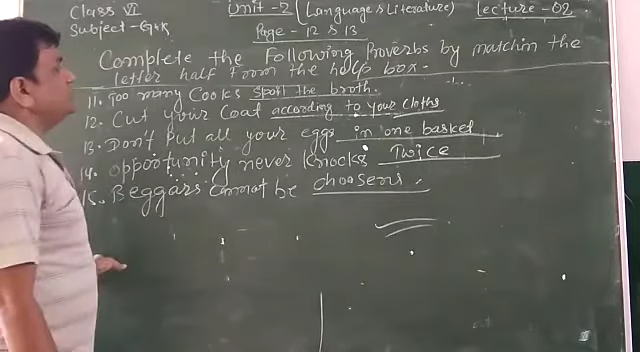 Class VI Unit-2 (Language & Literature) Lecture-02
Subject-G.K Page-12 & 13
Complete the Following Proverbs by matchin the
letter half from the help box.
11. Too many Cooks spoil the broth.
12. Cut your Coat according to your cloths
13. Don't Put all your eggs in one basket
14. opportunity never knocks Twice
15. Beggars cannot be choosers.